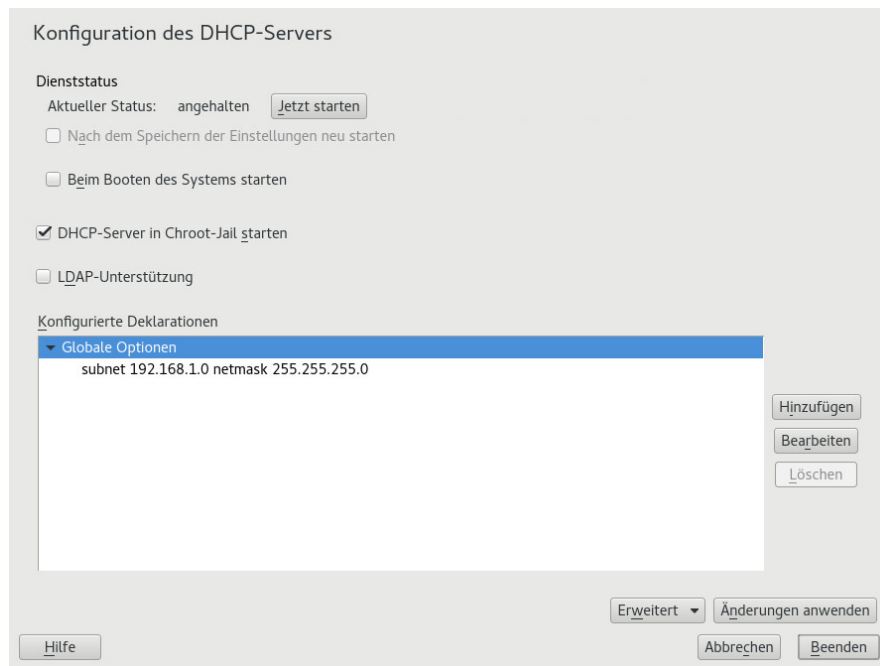 Konfiguration des DHCP-Servers
Dienststatus
Aktueller Status: angehalten Jetzt starten
Nach dem Speichern der Einstellungen neu starten
Beim Booten des Systems starten
DHCP-Server in Chroot-Jail starten
LDAP-Unterstützung
Konfigurierte Deklarationen
Globale Optionen
subnet 192.168.1.0 netmask 255.255.255.0
Hinzufügen
Bearbeiten
Löschen
Erweitert Änderungen anwenden
Hilfe Abbrechen Beenden